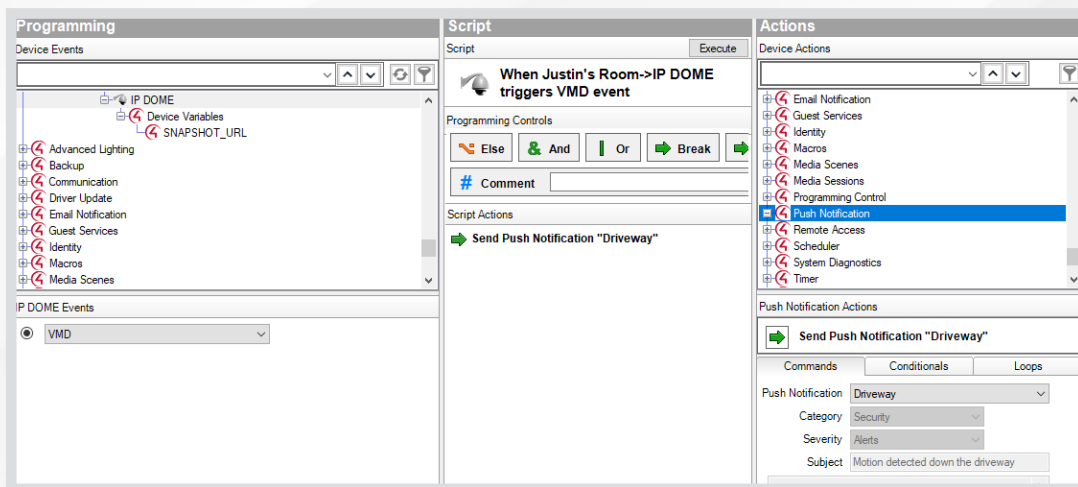 Programming
Device Events
IP DOME
Device Variables
SNAPSHOT_URL
Advanced Lighting
Backup
Communication
Driver Update
Email Notification
Guest Services
Identity
Macros
Media Scenes
IP DOME Events
VMD
Script
Script
Execute
When Justin's Room->IP DOME
triggers VMD event
Programming Controls
Else
And
Or
Break
# Comment
Script Actions
Send Push Notification "Driveway"
Actions
Device Actions
Email Notification
Guest Services
Identity
Macros
Media Scenes
Media Sessions
Programming Control
Push Notification
Remote Access
Scheduler
System Diagnostics
Timer
Push Notification Actions
Send Push Notification "Driveway"
Commands
Conditionals
Loops
Push Notification Driveway
Category Security
Severity Alerts
Subject Motion detected down the driveway